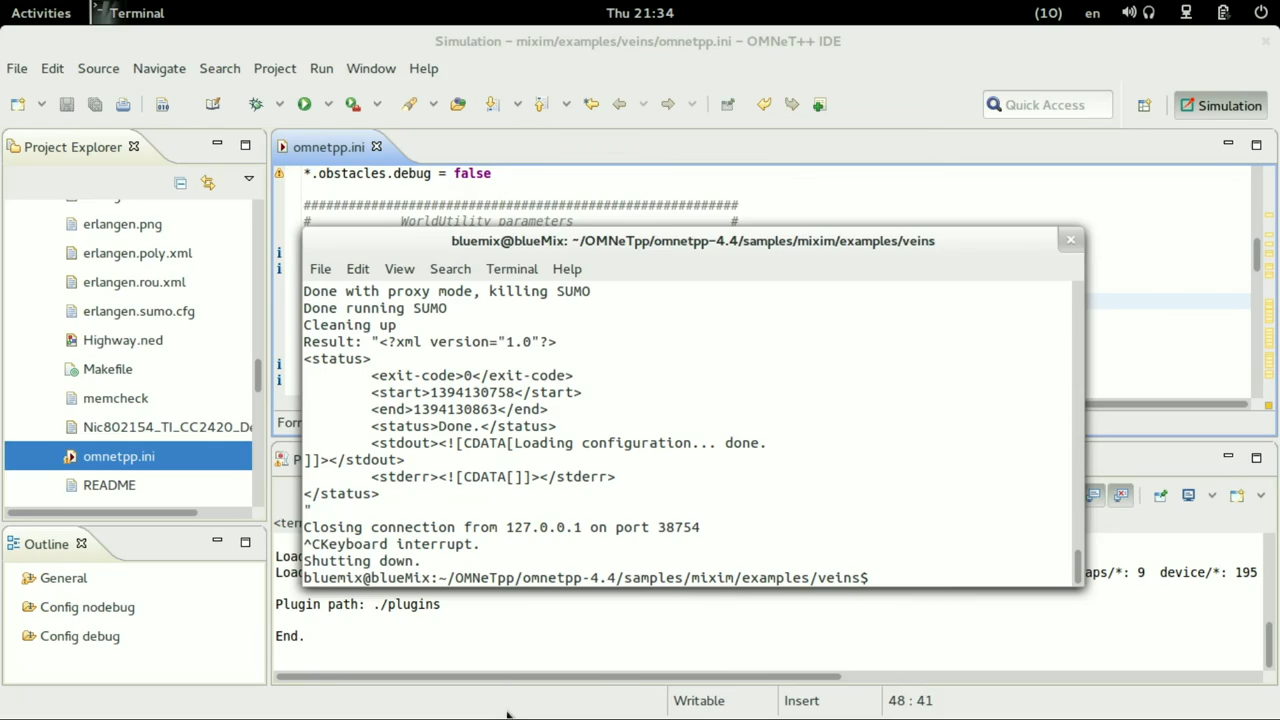 Activities
Terminal
Thu 21:34
(10)
en
Simulation - mixim/examples/veins/omnetpp.ini - OMNeT++ IDE
File Edit Source Navigate Search Project Run Window Help
Quick Access
Simulation
Project Explorer
omnetpp.ini
*.obstacles.debug = false
##########################################################
# WorldUtility parameters #
erlangen.png
erlangen.poly.xml
erlangen.rou.xml
erlangen.sumo.cfg
Highway.ned
Makefile
memcheck
Nic802154_TI_CC2420_De
omnetpp.ini
README
bluemix@blueMix: ~/OMNeTpp/omnetpp-4.4/samples/mixim/examples/veins
File Edit View Search Terminal Help
Done with proxy mode, killing SUMO
Done running SUMO
Cleaning up
Result: "<?xml version="1.0"?>
<status>
<exit-code>0</exit-code>
<start>1394130758</start>
<end>1394130863</end>
<status>Done.</status>
<stdout><![CDATA[Loading configuration... done.
]]></stdout>
<stderr><![CDATA[]]></stderr>
</status>
"
Closing connection from 127.0.0.1 on port 38754
^CKeyboard interrupt.
Shutting down.
bluemix@blueMix:~/OMNeTpp/omnetpp-4.4/samples/mixim/examples/veins$
Form
P
<ter
Loa
Loa
aps/*: 9 device/*: 195
Plugin path: ./plugins
End.
Outline
General
Config nodebug
Config debug
Writable
Insert
48 : 41